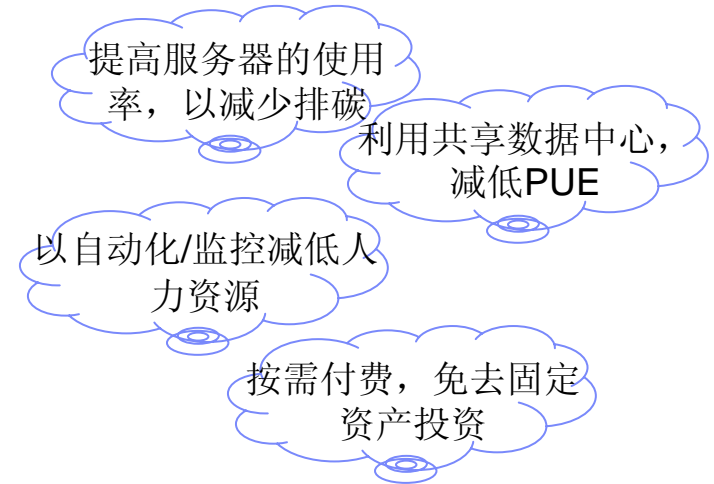 提高服务器的使用
率，以减少排碳
利用共享数据中心，
减低PUE
以自动化/监控减低人
力资源
按需付费，免去固定
资产投资